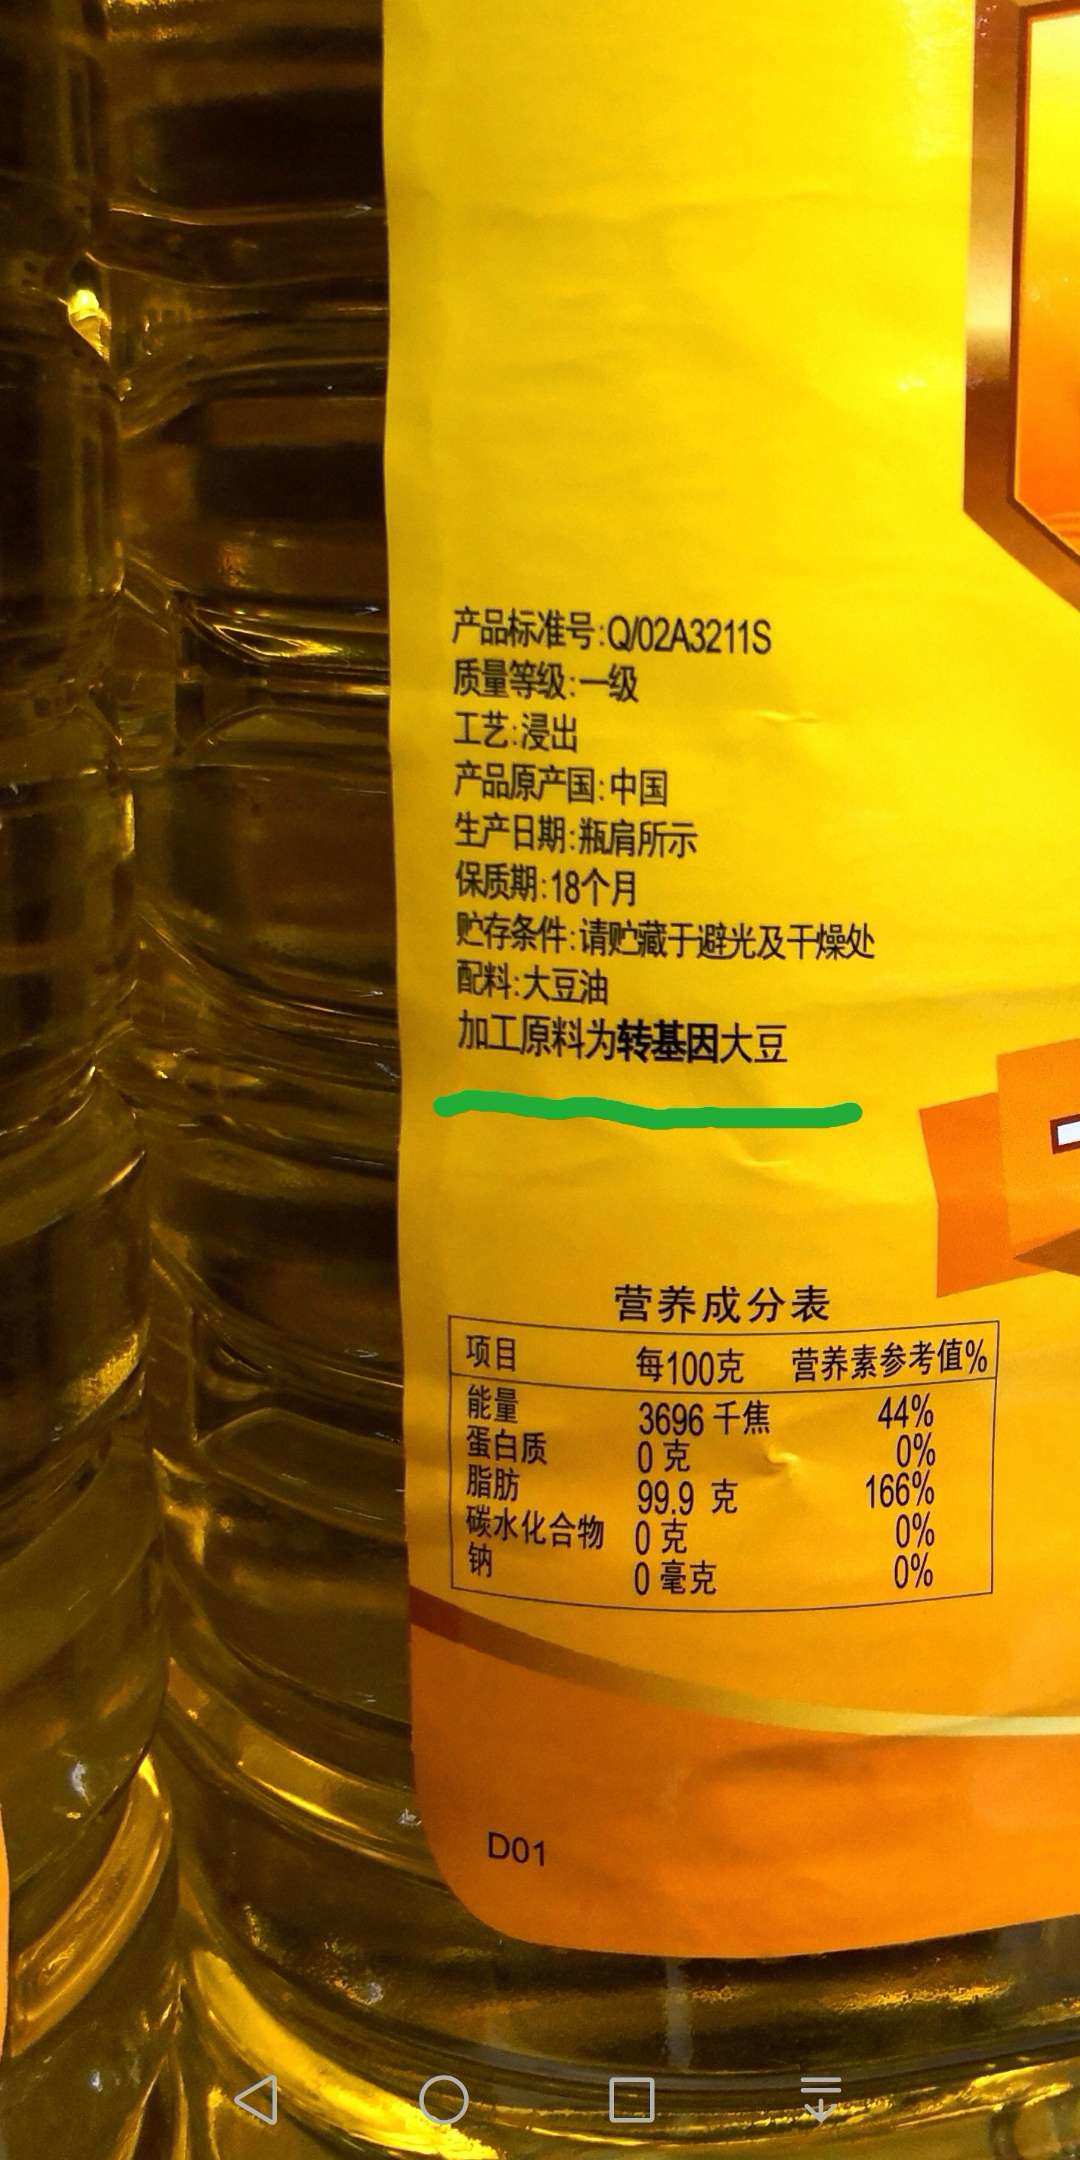 产品标准号:Q/02A3211S
质量等级:一级
工艺:浸出
产品原产国:中国
生产日期:瓶肩所示
保质期:18个月
贮存条件:请贮藏于避光及干燥处
配料:大豆油
加工原料为转基因大豆
营养成分表
项目 每100克 营养素参考值%
能量 3696 千焦 44%
蛋白质 0 克 0%
脂肪 99.9 克 166%
碳水化合物 0 克 0%
钠 0 毫克 0%
D01